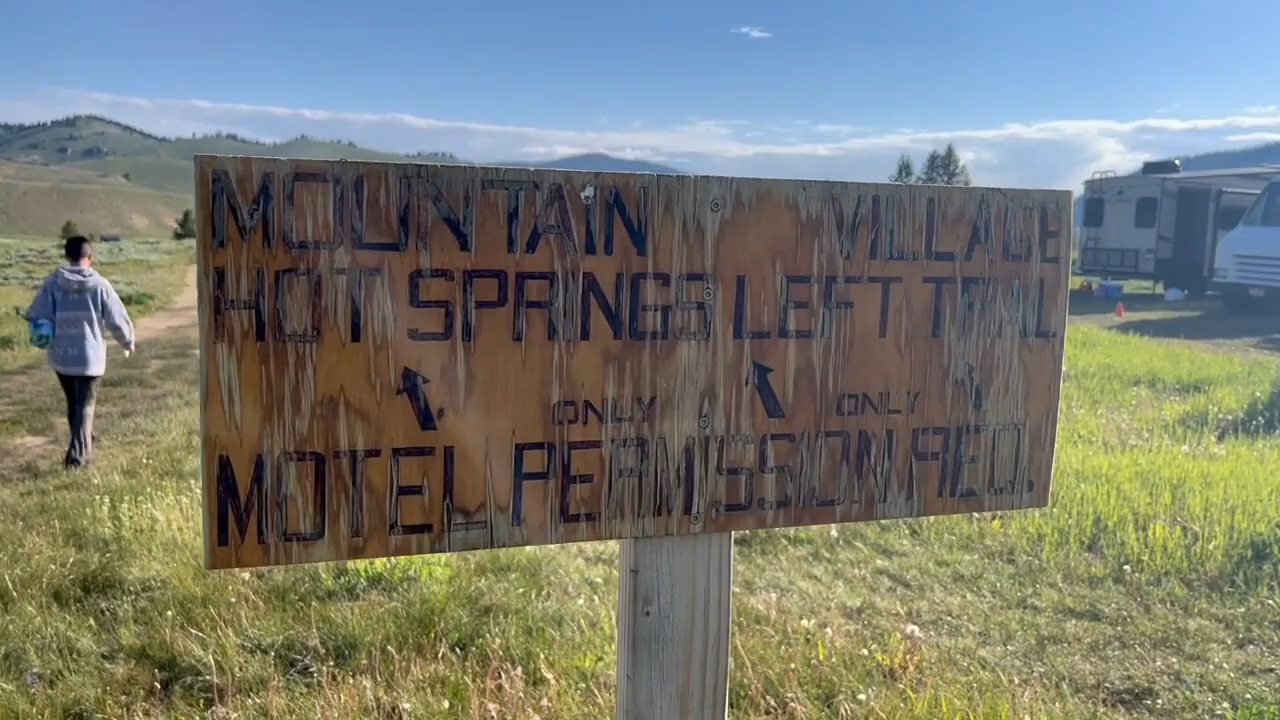 MOUNTAIN VILLAGE
HOT SPRINGS LEFT TRAIL
ONLY ONLY
MOTEL PERMISSION REQ.